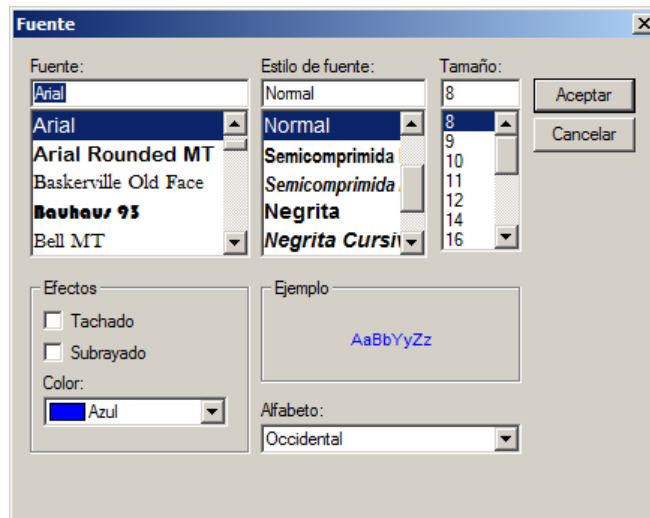 Fuente
Fuente:
Arial
Arial
Arial Rounded MT
Baskerville Old Face
Bauhaus 93
Bell MT
Estilo de fuente:
Normal
Normal
Semicomprimida
Semicomprimida
Negrita
Negrita Cursiv
Tamaño:
8
8
9
10
11
12
14
16
Aceptar
Cancelar
Efectos
Tachado
Subrayado
Color:
Azul
Ejemplo
AaBbYyZz
Alfabeto:
Occidental